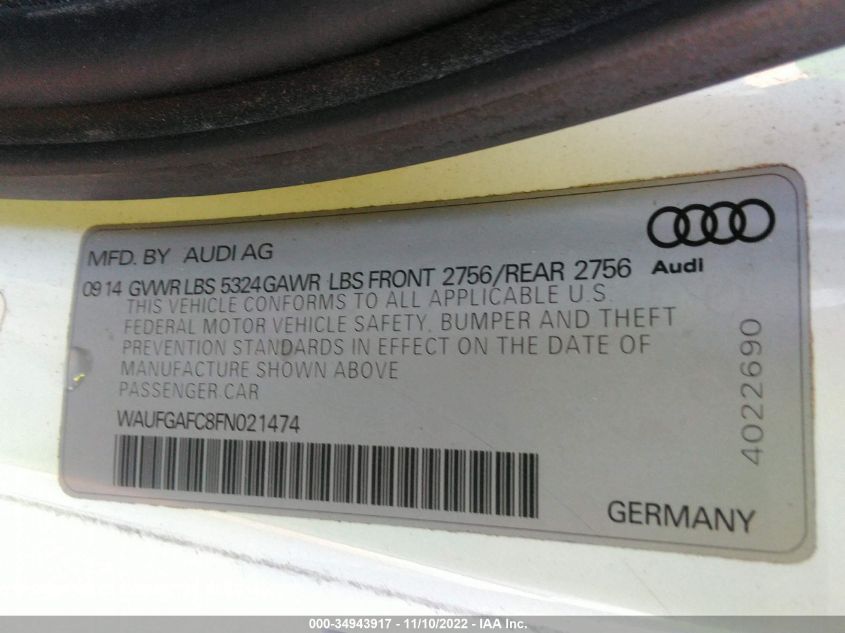 MFD. BY AUDI AG
09 14 GVWR LBS 5324 GAWR LBS FRONT 2756/REAR 2756
Audi
THIS VEHICLE CONFORMS TO ALL APPLICABLE U.S.
FEDERAL MOTOR VEHICLE SAFETY, BUMPER AND THEFT
PREVENTION STANDARDS IN EFFECT ON THE DATE OF
MANUFACTURE SHOWN ABOVE
PASSENGER CAR
WAUFGAFC8FN021474
4022690
GERMANY
000-34943917 - 11/10/2022 - IAA Inc.